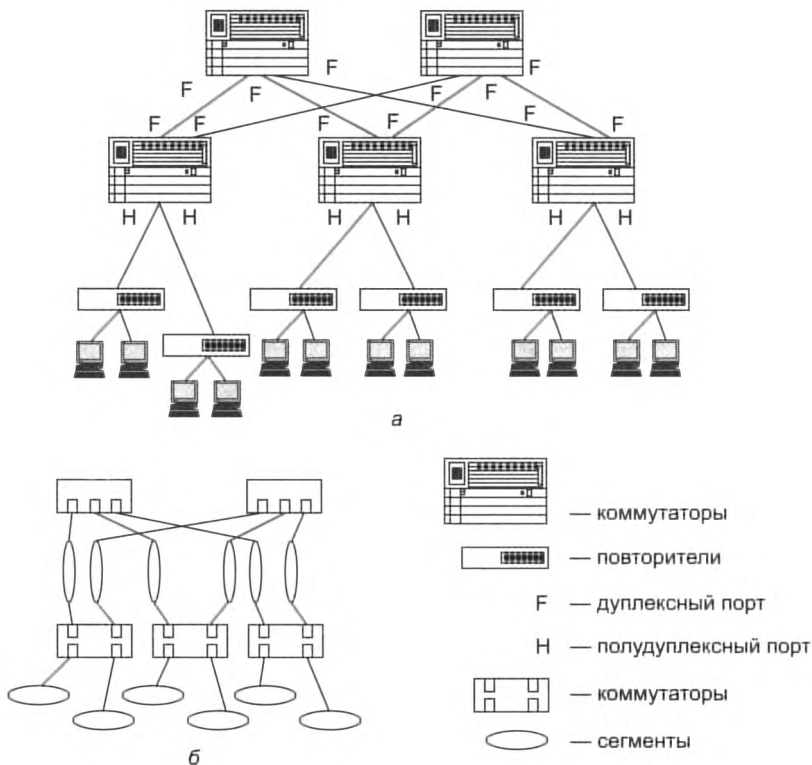 F F
F F F F
F F F F F F
H H H H H H
а
б
— коммутаторы
— повторители
F — дуплексный порт
H — полудуплексный порт
— коммутаторы
— сегменты